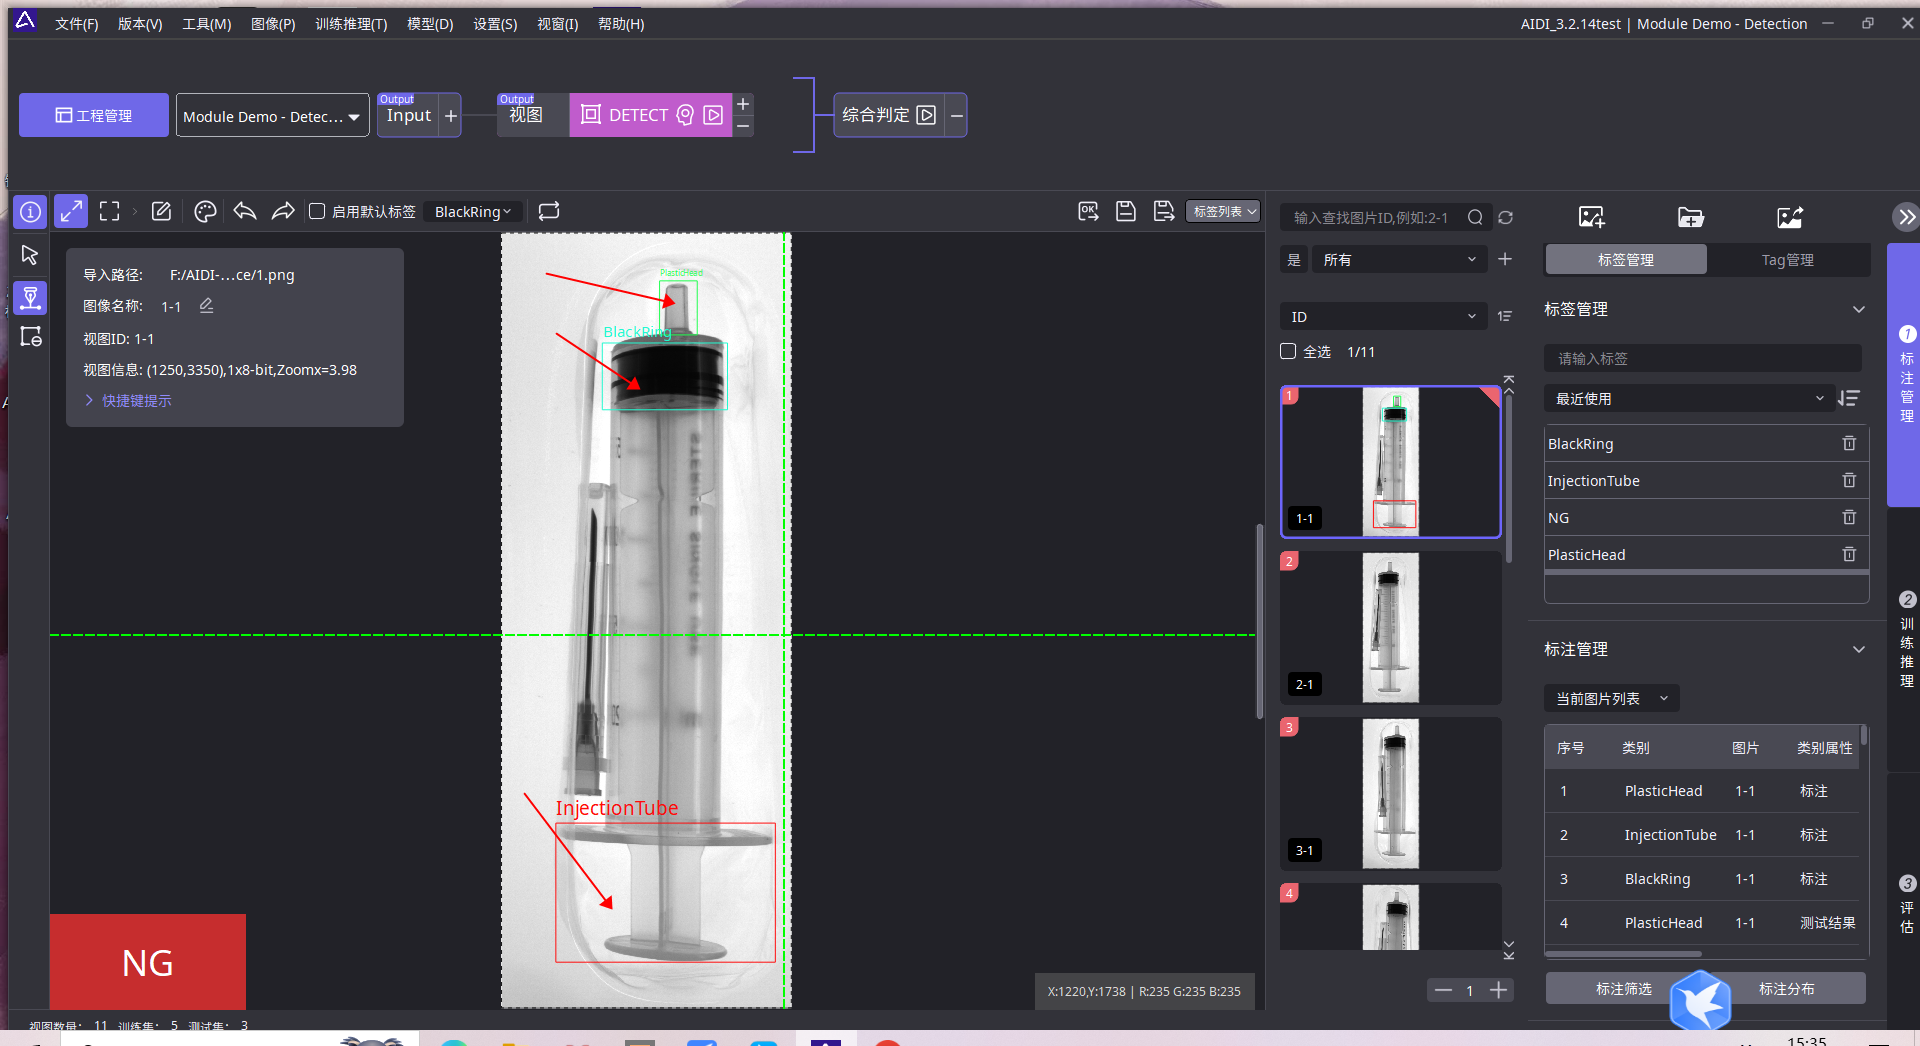 文件(F) 版本(V) 工具(M) 图像(P) 训练推理(T) 模型(D) 设置(S) 视窗(I) 帮助(H)
AIDI_3.2.14test | Module Demo - Detection
工程管理
Module Demo - Detec...
Output
Input
Output
视图
DETECT
综合判定
启用默认标签
BlackRing
OK
标签列表
导入路径: F:/AIDI-...ce/1.png
图像名称: 1-1
视图ID: 1-1
视图信息: (1250,3350),1x8-bit,Zoomx=3.98
快捷键提示
PlasticHead
BlackRing
InjectionTube
NG
X:1220,Y:1738 | R:235 G:235 B:235
视图数量: 11 训练集: 5 测试集: 3
输入查找图片ID,例如:2-1
是
所有
ID
全选 1/11
1
1-1
2
2-1
3
3-1
4
1
标签管理
Tag管理
标签管理
请输入标签
最近使用
BlackRing
InjectionTube
NG
PlasticHead
标注管理
当前图片列表
序号 类别 图片 类别属性
1 PlasticHead 1-1 标注
2 InjectionTube 1-1 标注
3 BlackRing 1-1 标注
4 PlasticHead 1-1 测试结果
标注筛选
标注分布
1
标注管理
2
训练推理
3
评估
15:35